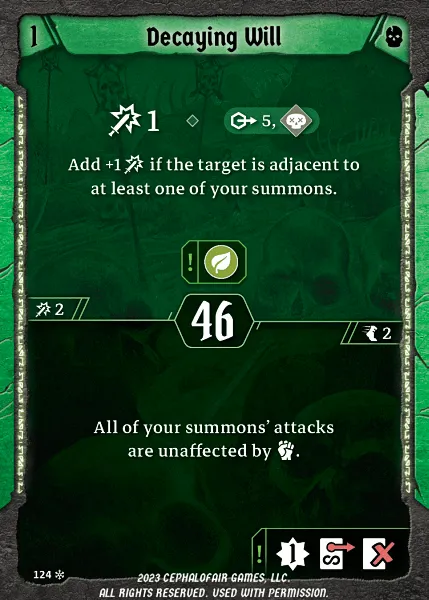 1 Decaying Will
1 5,
Add +1 if the target is adjacent to
at least one of your summons.
!
2 46 2
All of your summons' attacks
are unaffected by .
! 1
124
2023 CEPHALOFAIR GAMES, LLC.
ALL RIGHTS RESERVED. USED WITH PERMISSION.